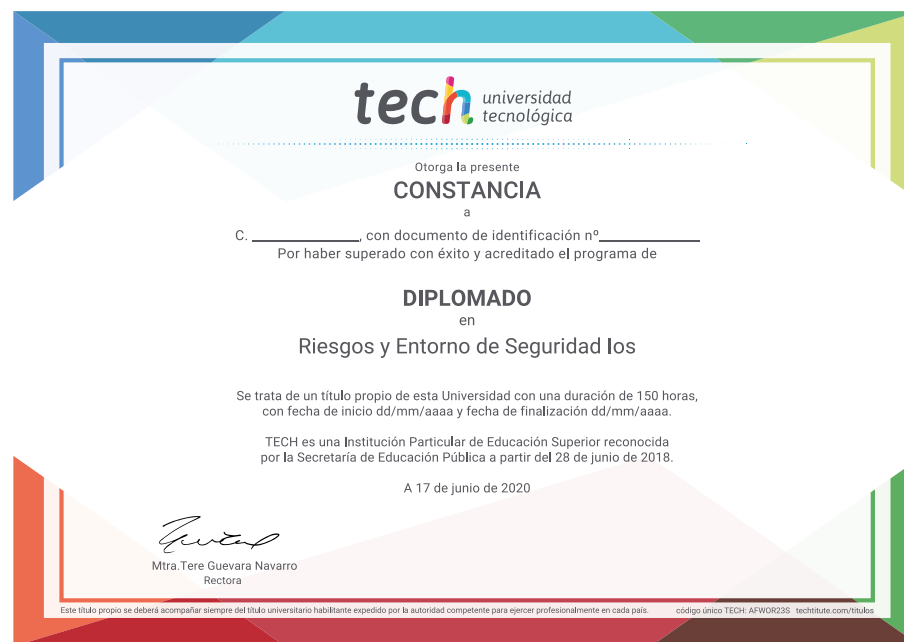 tech universidad
tecnológica
Otorga la presente
CONSTANCIA
a
C. ____________, con documento de identificación nº____________
Por haber superado con éxito y acreditado el programa de
DIPLOMADO
en
Riesgos y Entorno de Seguridad Ios
Se trata de un título propio de esta Universidad con una duración de 150 horas,
con fecha de inicio dd/mm/aaaa y fecha de finalización dd/mm/aaaa.
TECH es una Institución Particular de Educación Superior reconocida
por la Secretaría de Educación Pública a partir del 28 de junio de 2018.
A 17 de junio de 2020
Mtra.Tere Guevara Navarro
Rectora
Este título propio se deberá acompañar siempre del título universitario habilitante expedido por la autoridad competente para ejercer profesionalmente en cada país. código único TECH: AFWOR23S techtitute.com/titulos